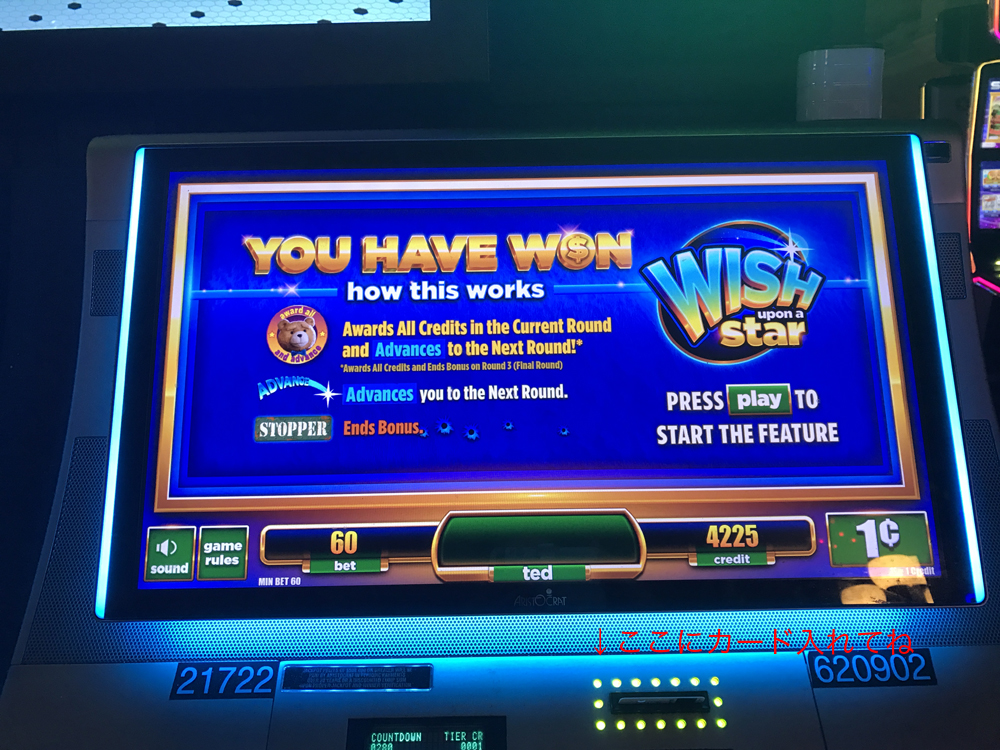 YOU HAVE WON
how this works
award all
and advance
Awards All Credits in the Current Round
and Advances to the Next Round!*
*Awards All Credits and Ends Bonus on Round 3 (Final Round)
ADVANCE
Advances you to the Next Round.
STOPPER
Ends Bonus.
WISH
upon a
star
PRESS play TO
START THE FEATURE
sound
game
rules
60
bet
MIN BET 60
ted
4225
credit
1¢
ARISTOCRAT
↓ここにカード入れてね
21722
620902
COUNTDOWN TIER CR
0280 0001